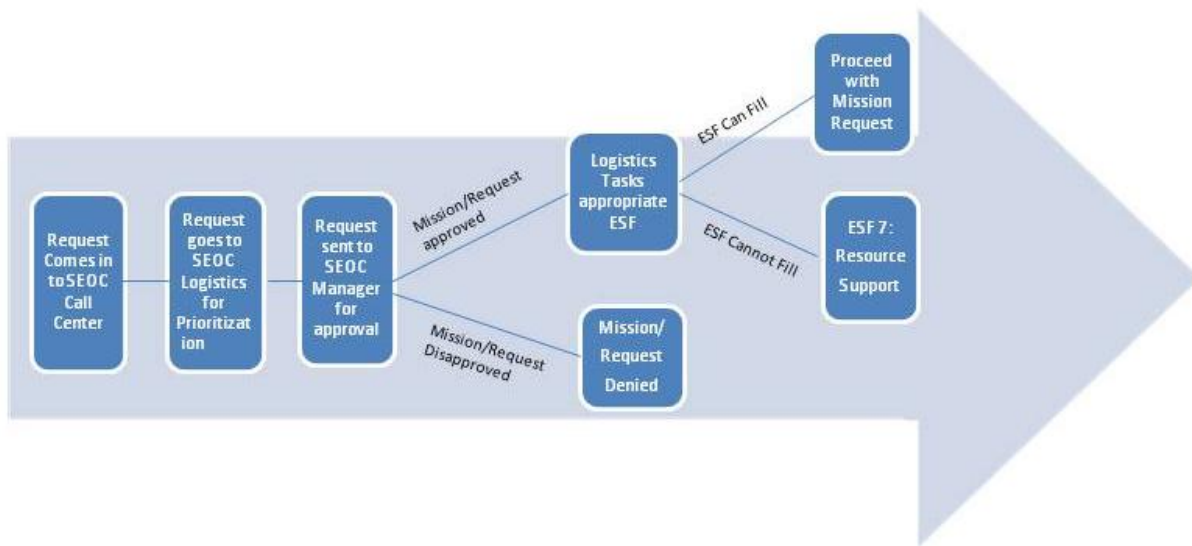 Request
Comes in
to SEOC
Call
Center
Request
goes to
SEOC
Logistics
for
Prioritizat
ion
Request
sent to
SEOC
Manager
for
approval
Mission/Request
approved
Mission/Request
Disapproved
Logistics
Tasks
appropriate
ESF
Mission/
Request
Denied
ESF Can Fill
ESF Cannot Fill
Proceed
with
Mission
Request
ESF 7:
Resource
Support